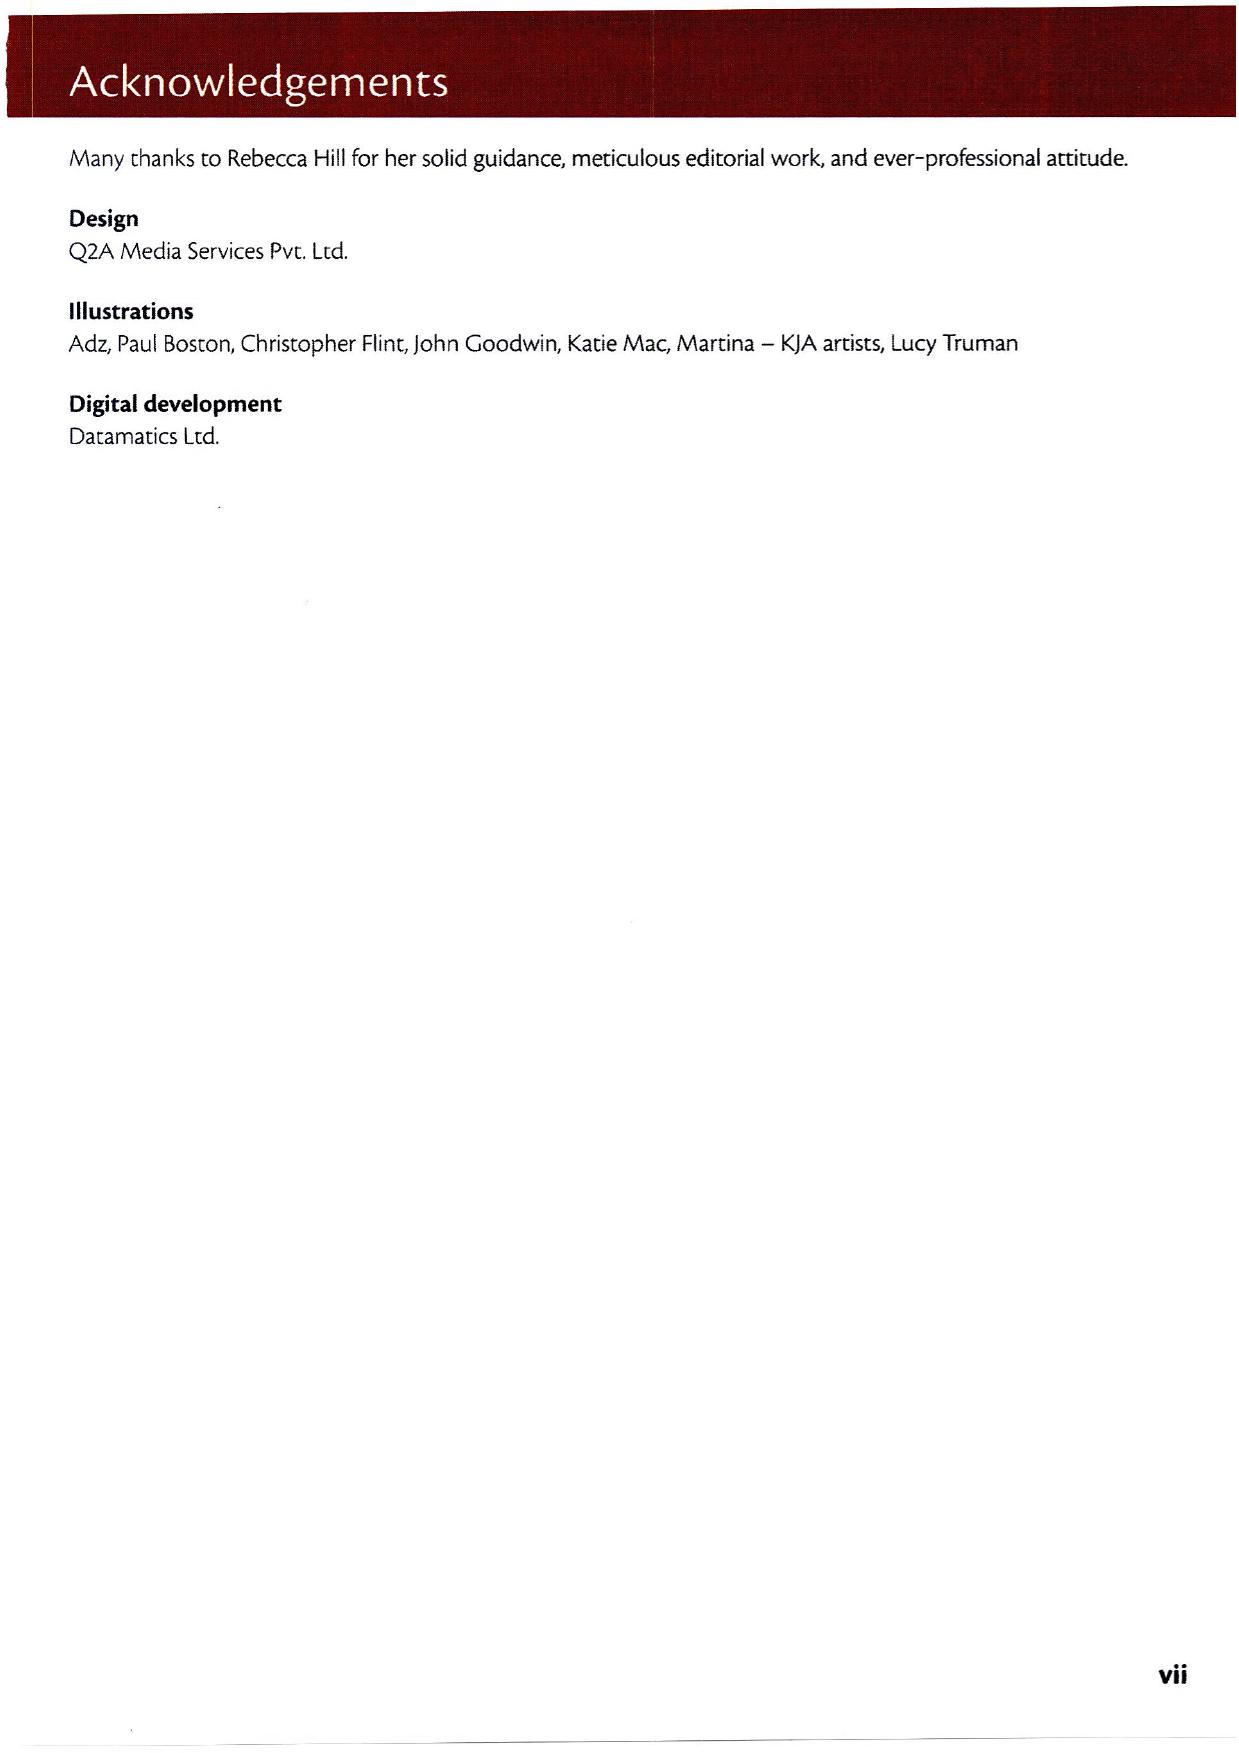 Acknowledgements
Many thanks to Rebecca Hill for her solid guidance, meticulous editorial work, and ever-professional attitude.
Design
Q2A Media Services Pvt. Ltd.
Illustrations
Adz, Paul Boston, Christopher Flint, John Goodwin, Katie Mac, Martina – KJA artists, Lucy Truman
Digital development
Datamatics Ltd.
vii